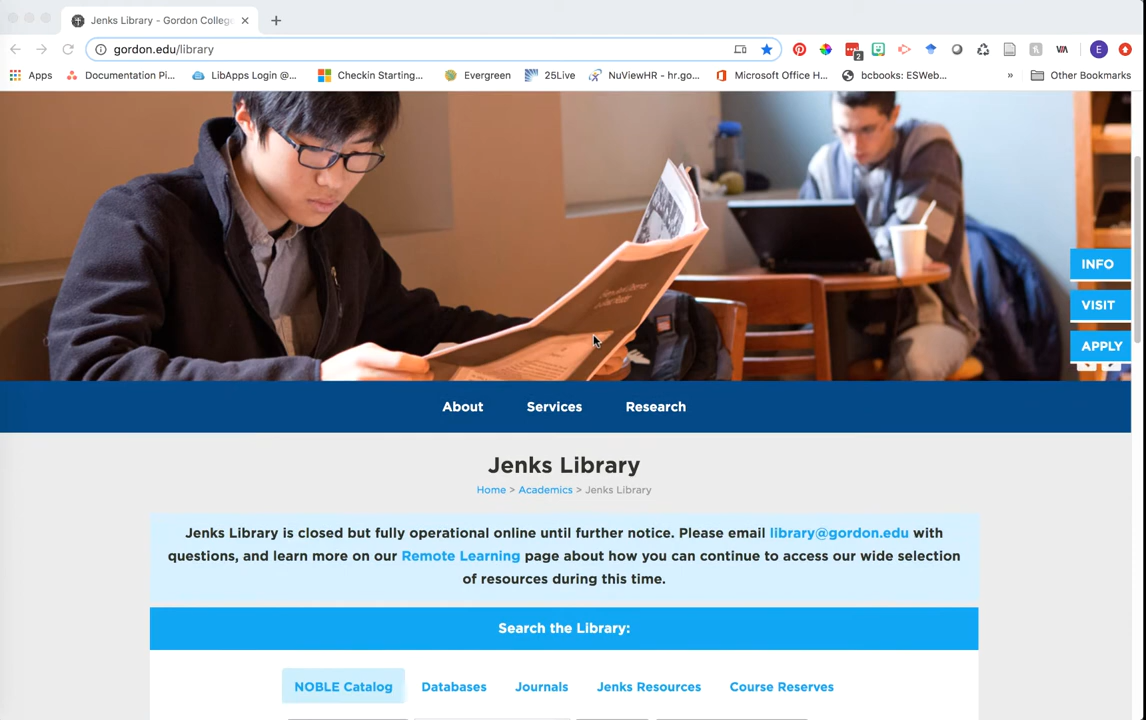 Jenks Library - Gordon Colleg
gordon.edu/library
2
E
Apps
Documentation Pi...
LibApps Login @...
Checkin Starting...
Evergreen
25Live
NuViewHR - hr.go...
Microsoft Office H...
bcbooks: ESWeb...
»
Other Bookmarks
INFO
VISIT
APPLY
About
Services
Research
Jenks Library
Home > Academics > Jenks Library
Jenks Library is closed but fully operational online until further notice. Please email library@gordon.edu with
questions, and learn more on our Remote Learning page about how you can continue to access our wide selection
of resources during this time.
Search the Library:
NOBLE Catalog
Databases
Journals
Jenks Resources
Course Reserves